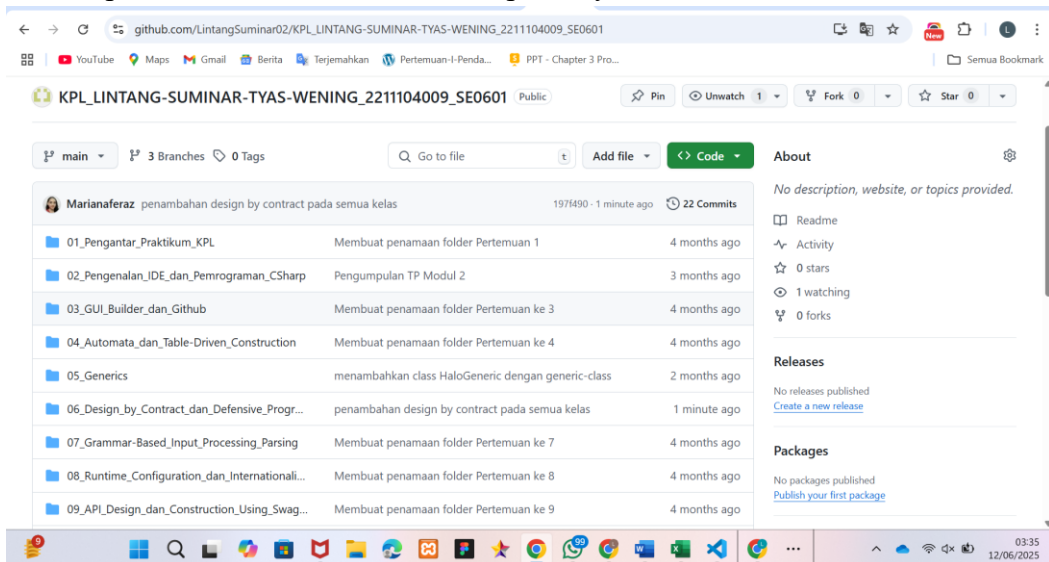 github.com/LintangSuminar02/KPL_LINTANG-SUMINAR-TYAS-WENING_2211104009_SE0601
New
L
YouTube Maps Gmail Berita Terjemahkan Pertemuan-I-Penda... PPT - Chapter 3 Pro... Semua Bookmark
KPL_LINTANG-SUMINAR-TYAS-WENING_2211104009_SE0601 Public Pin Unwatch 1 Fork 0 Star 0
main 3 Branches 0 Tags Go to file t Add file <> Code
Marianaferaz penambahan design by contract pada semua kelas 197f490 · 1 minute ago 22 Commits
01_Pengantar_Praktikum_KPL Membuat penamaan folder Pertemuan 1 4 months ago
02_Pengenalan_IDE_dan_Pemrograman_CSharp Pengumpulan TP Modul 2 3 months ago
03_GUI_Builder_dan_Github Membuat penamaan folder Pertemuan ke 3 4 months ago
04_Automata_dan_Table-Driven_Construction Membuat penamaan folder Pertemuan ke 4 4 months ago
05_Generics menambahkan class HaloGeneric dengan generic-class 2 months ago
06_Design_by_Contract_dan_Defensive_Progr... penambahan design by contract pada semua kelas 1 minute ago
07_Grammar-Based_Input_Processing_Parsing Membuat penamaan folder Pertemuan ke 7 4 months ago
08_Runtime_Configuration_dan_Internationali... Membuat penamaan folder Pertemuan ke 8 4 months ago
09_API_Design_dan_Construction_Using_Swag... Membuat penamaan folder Pertemuan ke 9 4 months ago
About
No description, website, or topics provided.
Readme
Activity
0 stars
1 watching
0 forks
Releases
No releases published
Create a new release
Packages
No packages published
Publish your first package
9
99
03:35
12/06/2025